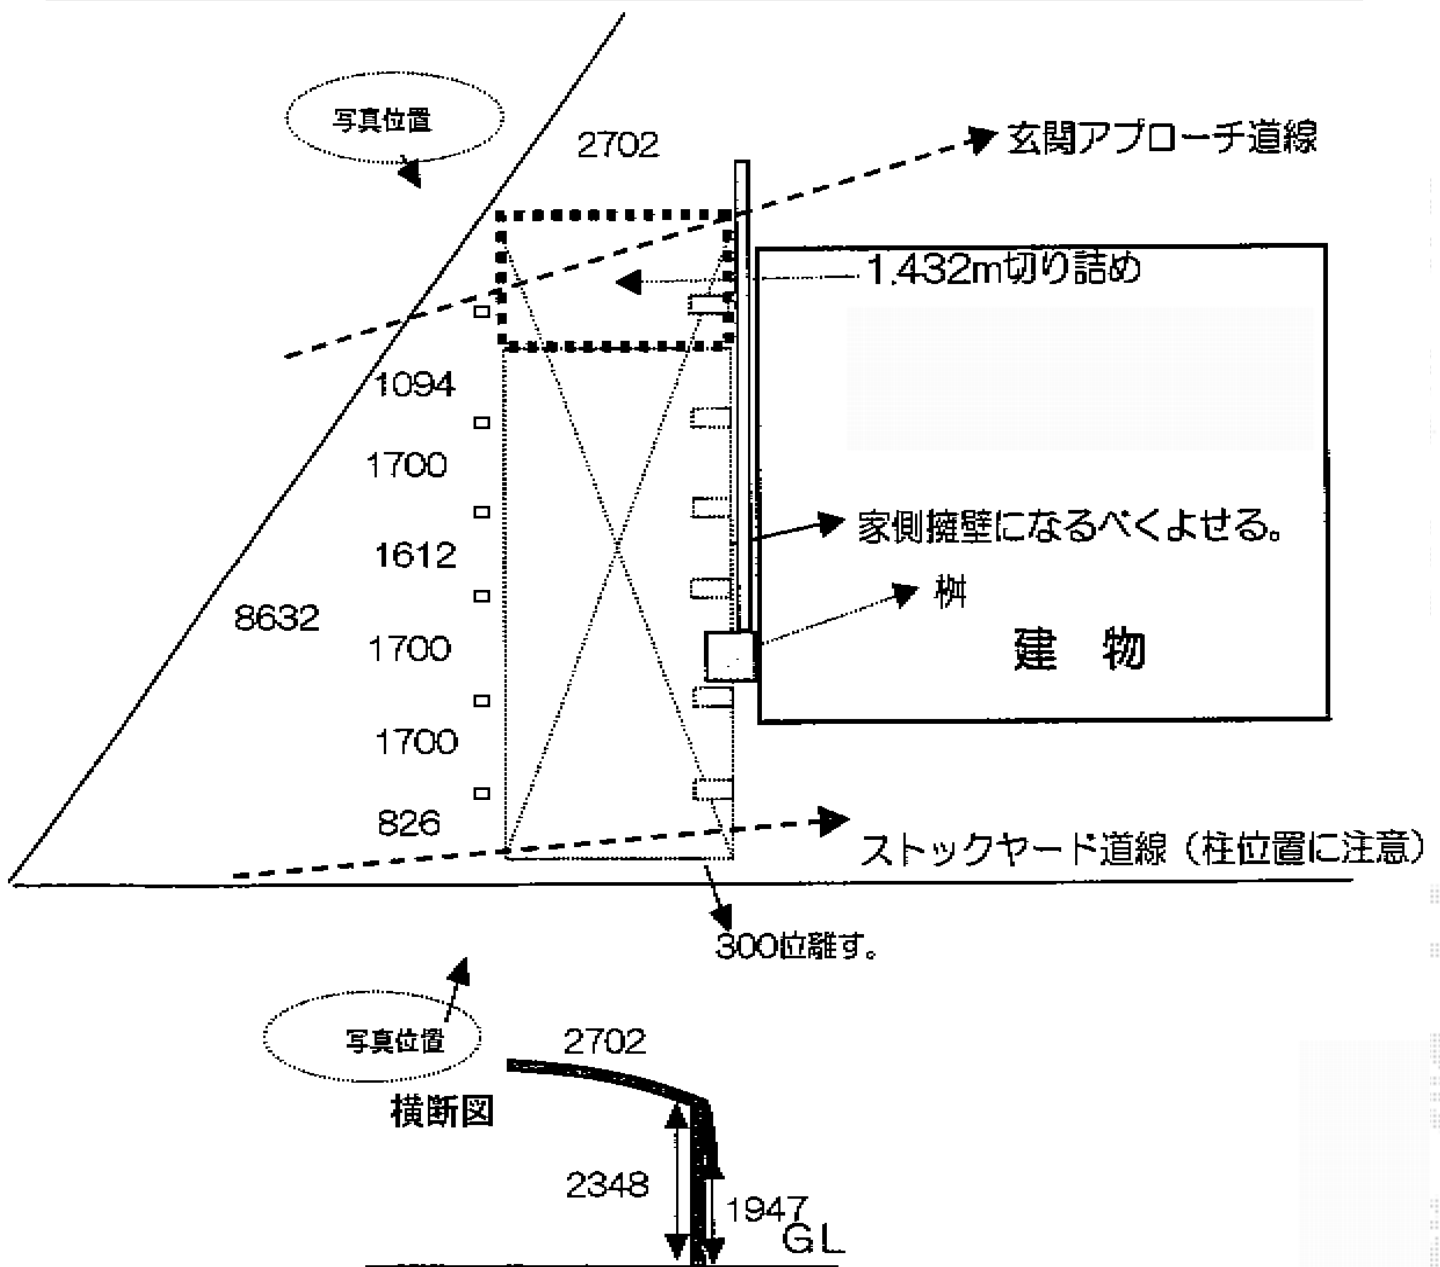 写真位置
2702
玄関アプローチ道線
1.432m切り詰め
1094
1700
家側擁壁になるべくよせる。
1612
桝
8632
1700
建 物
1700
826
ストックヤード道線（柱位置に注意）
300位離す。
写真位置
2702
横断図
2348
1947
GL